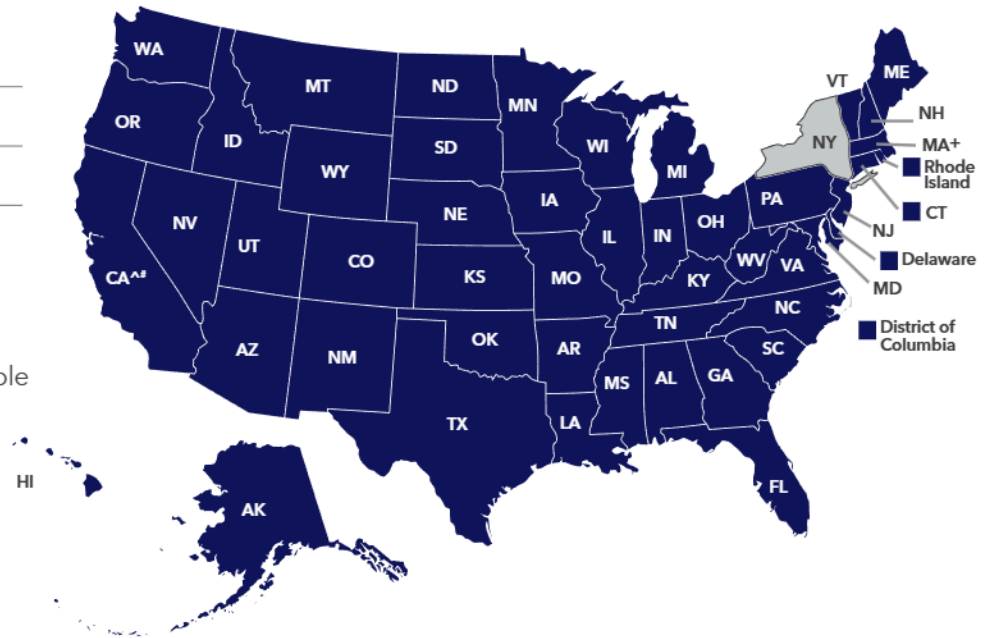 WA
MT
ND
MN
VT
ME
OR
ID
SD
WI
NY
NH
MA+
WY
MI
Rhode
Island
NE
IA
PA
CT
NV
UT
CO
IL
IN
OH
NJ
CA^#
KS
MO
WV
VA
Delaware
KY
MD
AZ
NM
OK
AR
TN
NC
District of
Columbia
SC
ple
MS
AL
GA
TX
LA
HI
AK
FL